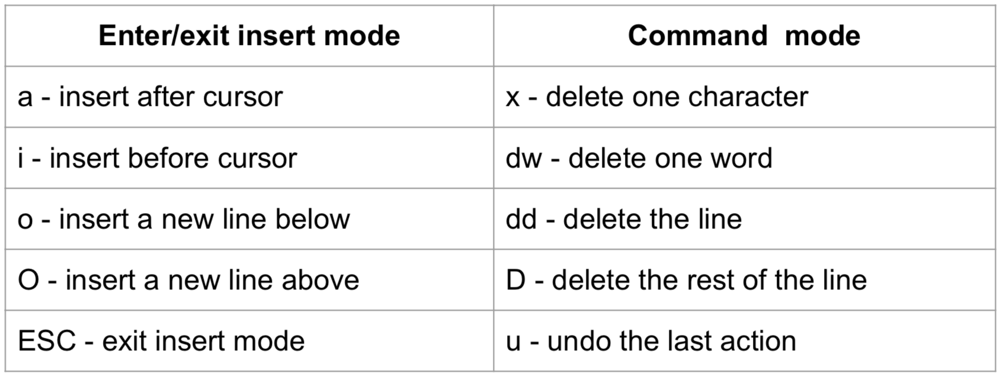 Enter/exit insert mode
Command  mode
a - insert after cursor
x - delete one character
i - insert before cursor
dw - delete one word
o - insert a new line below
dd - delete the line
O - insert a new line above
D - delete the rest of the line
ESC - exit insert mode
u - undo the last action